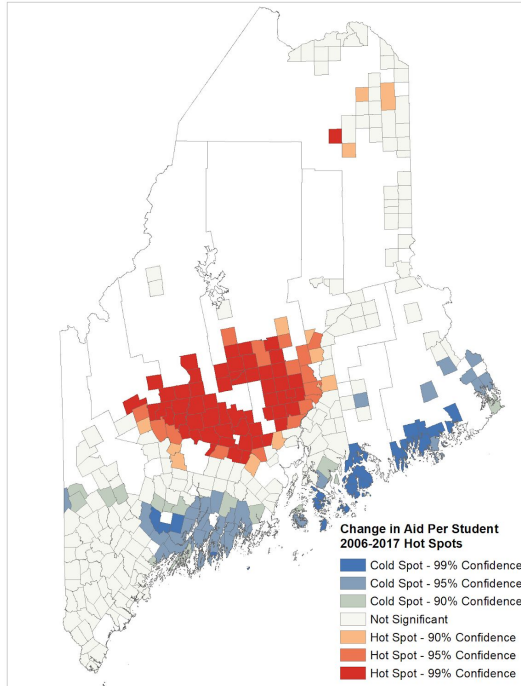 Change in Aid Per Student
2006-2017 Hot Spots
Cold Spot - 99% Confidence
Cold Spot - 95% Confidence
Cold Spot - 90% Confidence
Not Significant
Hot Spot - 90% Confidence
Hot Spot - 95% Confidence
Hot Spot - 99% Confidence